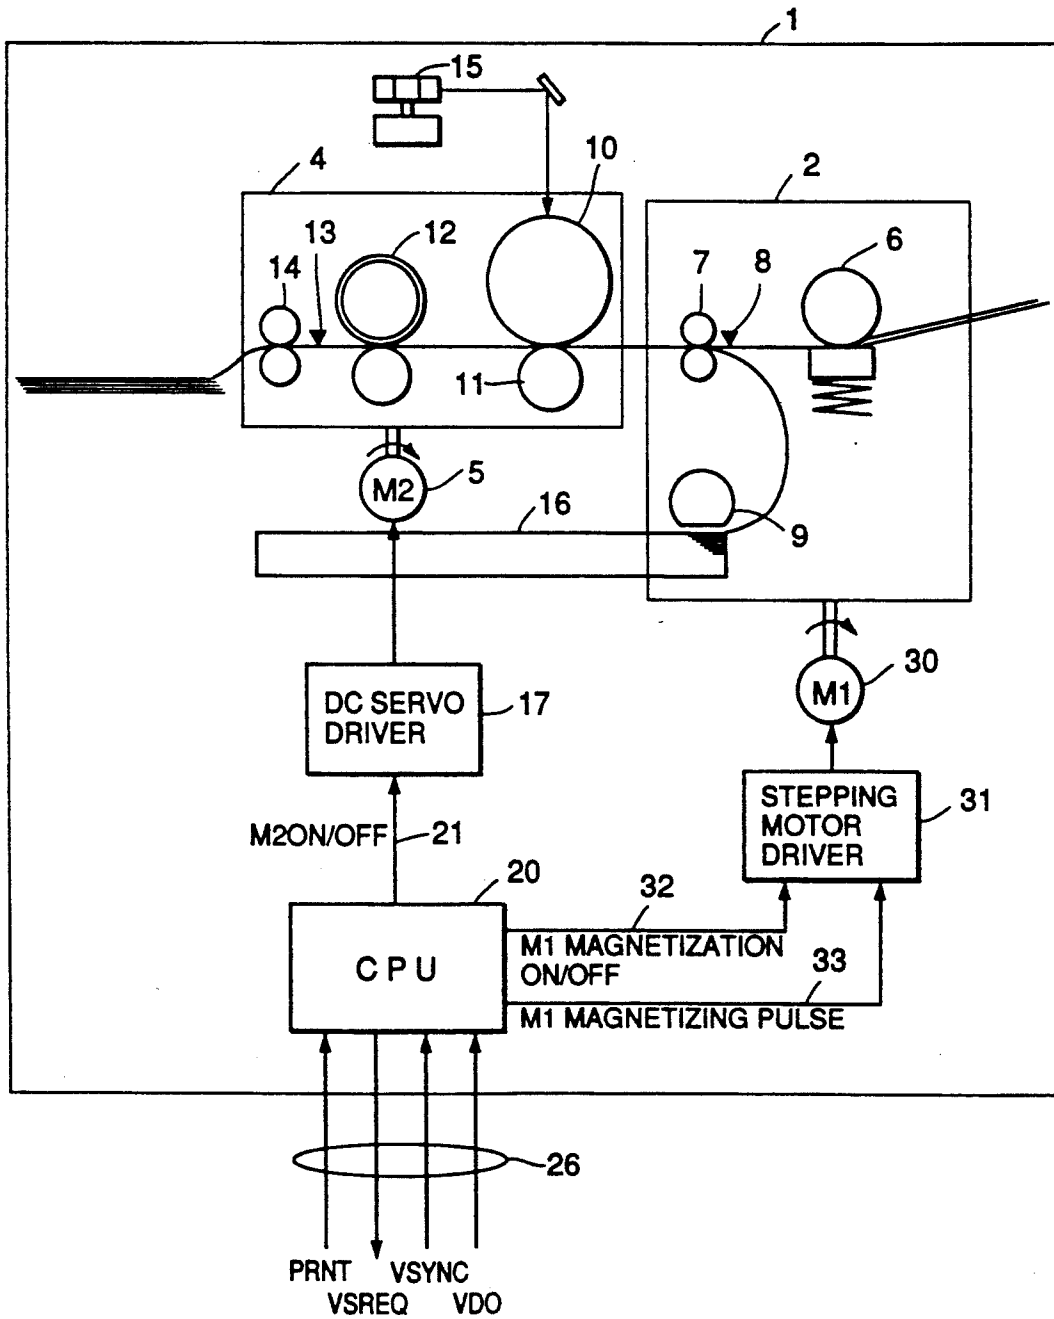 1
15
4
10
2
13
12
7
8
6
14
11
M2
5
16
9
M1
30
DC SERVO
DRIVER
17
STEPPING
MOTOR
DRIVER
31
M2ON/OFF
21
20
32
CPU
M1 MAGNETIZATION
ON/OFF
33
M1 MAGNETIZING PULSE
26
PRNT
VSYNC
VSREQ
VDO